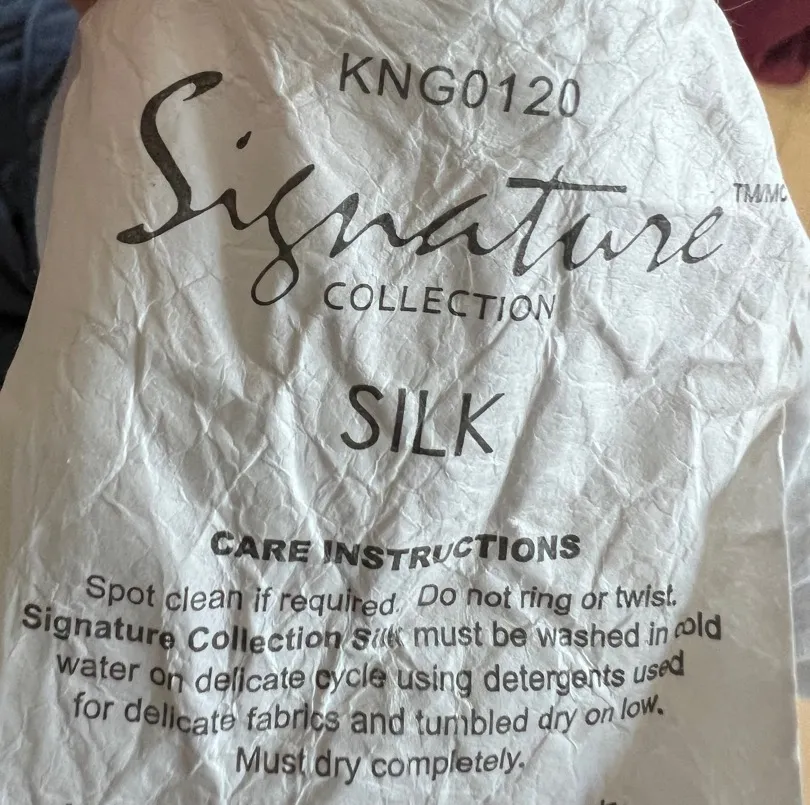 KNG0120
Signature TM/MC
COLLECTION
SILK
CARE INSTRUCTIONS
Spot clean if required. Do not ring or twist.
Signature Collection Silk must be washed in cold
water on delicate cycle using detergents used
for delicate fabrics and tumbled dry on low.
Must dry completely.